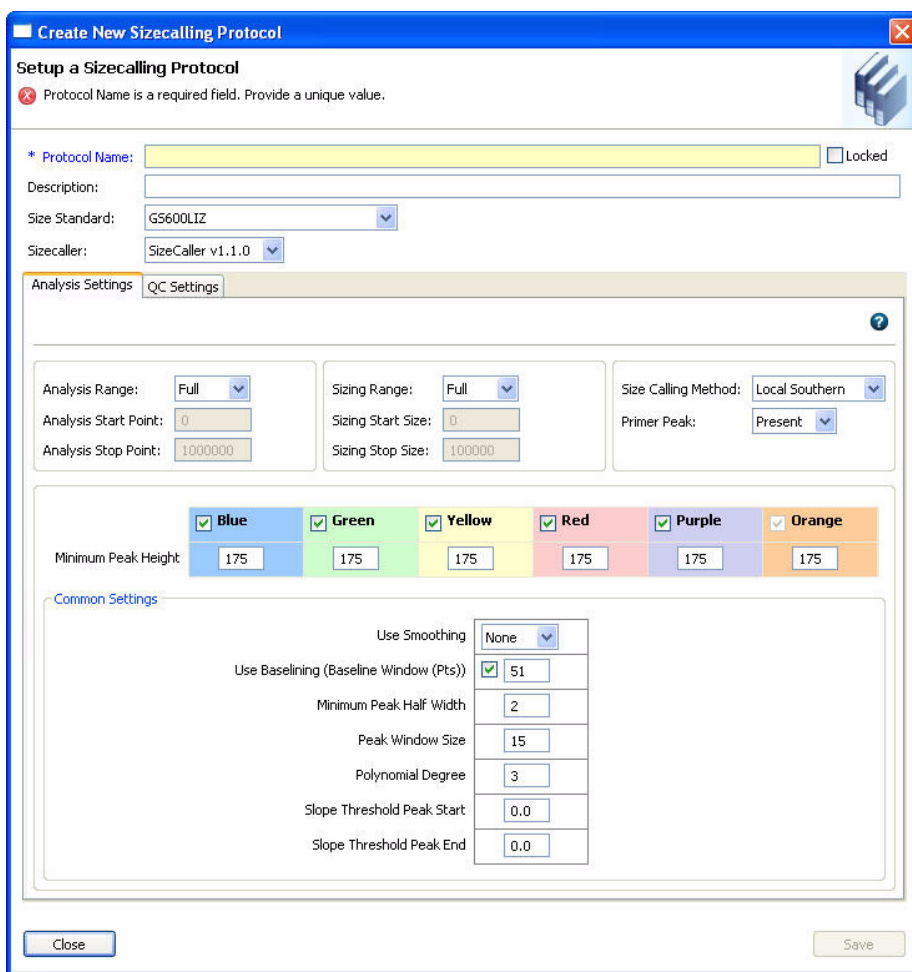 Create New Sizecalling Protocol
Setup a Sizecalling Protocol
Protocol Name is a required field. Provide a unique value.
* Protocol Name: Locked
Description:
Size Standard: GS600LIZ
Sizecaller: SizeCaller v1.1.0
Analysis Settings QC Settings
?
Analysis Range: Full Sizing Range: Full Size Calling Method: Local Southern
Analysis Start Point: 0 Sizing Start Size: 0 Primer Peak: Present
Analysis Stop Point: 1000000 Sizing Stop Size: 100000
Blue Green Yellow Red Purple Orange
Minimum Peak Height 175 175 175 175 175 175
Common Settings
Use Smoothing None
Use Baselining (Baseline Window (Pts)) 51
Minimum Peak Half Width 2
Peak Window Size 15
Polynomial Degree 3
Slope Threshold Peak Start 0.0
Slope Threshold Peak End 0.0
Close Save